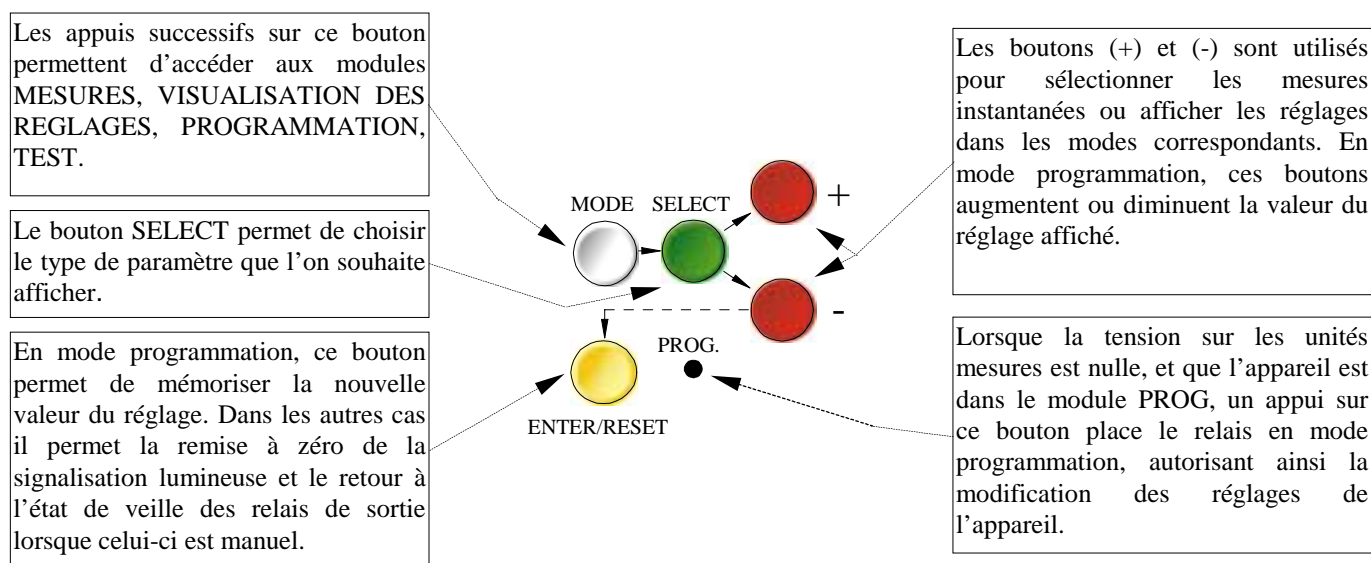 Les appuis successifs sur ce bouton
permettent d'accéder aux modules
MESURES, VISUALISATION DES
REGLAGES, PROGRAMMATION,
TEST.
Le bouton SELECT permet de choisir
le type de paramètre que l'on souhaite
afficher.
En mode programmation, ce bouton
permet de mémoriser la nouvelle
valeur du réglage. Dans les autres cas
il permet la remise à zéro de la
signalisation lumineuse et le retour à
l'état de veille des relais de sortie
lorsque celui-ci est manuel.
MODE SELECT
+
-
PROG.
ENTER/RESET
Les boutons (+) et (-) sont utilisés
pour sélectionner les mesures
instantanées ou afficher les réglages
dans les modes correspondants. En
mode programmation, ces boutons
augmentent ou diminuent la valeur du
réglage affiché.
Lorsque la tension sur les unités
mesures est nulle, et que l'appareil est
dans le module PROG, un appui sur
ce bouton place le relais en mode
programmation, autorisant ainsi la
modification des réglages de
l'appareil.